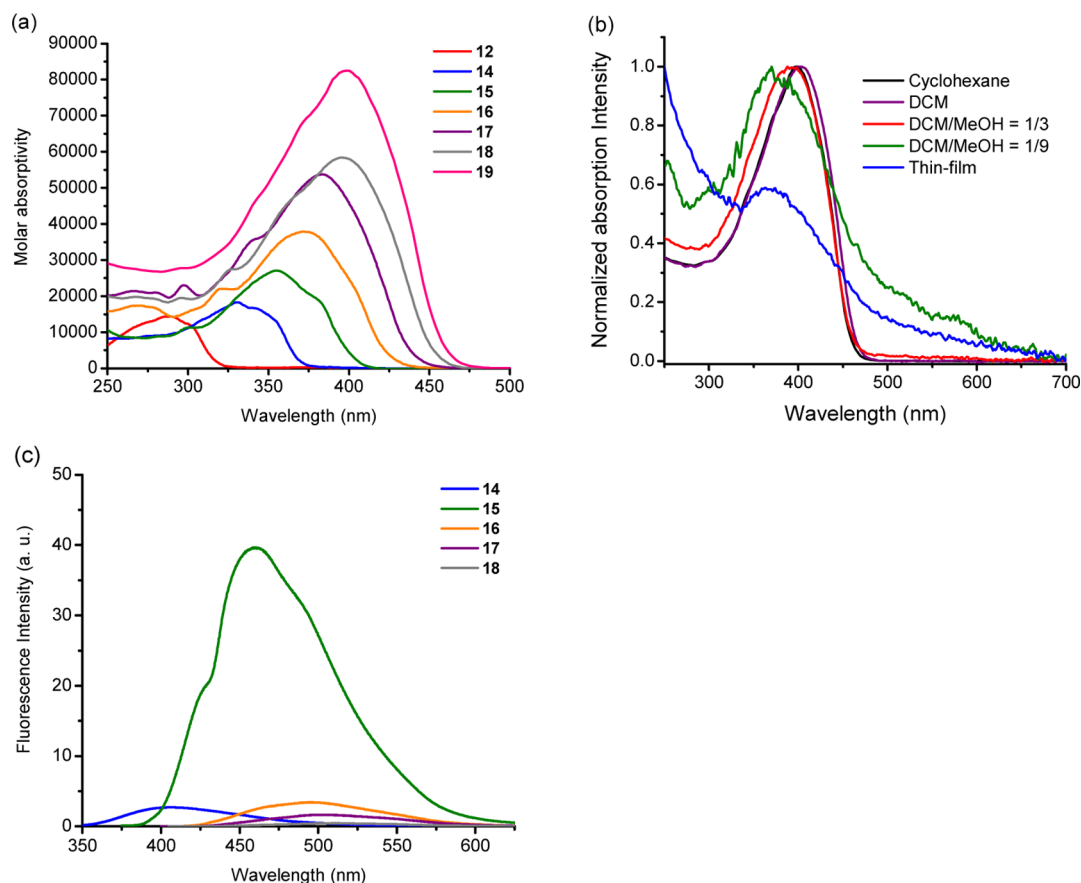 (a)
Molar absorptivity
90000
80000
70000
60000
50000
40000
30000
20000
10000
0
250 300 350 400 450 500
Wavelength (nm)
12
14
15
16
17
18
19
(b)
Normalized absorption Intensity
1.0
0.8
0.6
0.4
0.2
0.0
300 400 500 600 700
Wavelength (nm)
Cyclohexane
DCM
DCM/MeOH = 1/3
DCM/MeOH = 1/9
Thin-film
(c)
Fluorescence Intensity (a. u.)
50
40
30
20
10
0
350 400 450 500 550 600
Wavelength (nm)
14
15
16
17
18